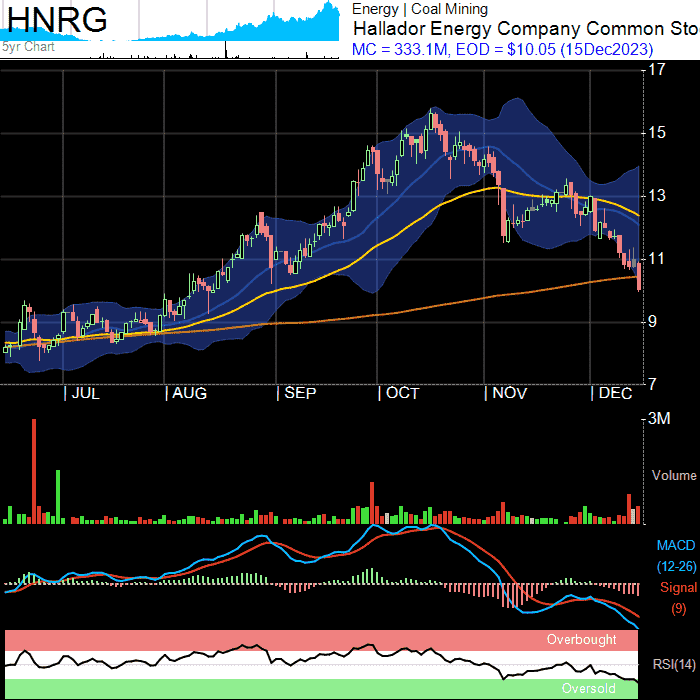 HNRG
5yr Chart
Energy | Coal Mining
Hallador Energy Company Common Sto
MC = 333.1M, EOD = $10.05 (15Dec2023)
17
15
13
11
9
7
| JUL | AUG | SEP | OCT | NOV | DEC
3M
Volume
MACD
(12-26)
Signal
(9)
Overbought
RSI(14)
Oversold